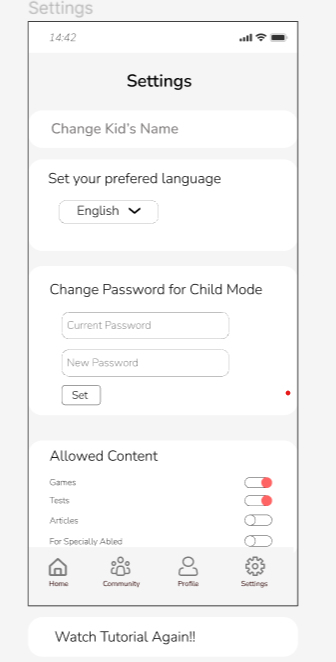 Settings
14:42
Settings
Change Kid's Name
Set your prefered language
English
Change Password for Child Mode
Current Password
New Password
Set
Allowed Content
Games
Tests
Articles
For Specially Abled
Home Community Profile Settings
Watch Tutorial Again!!